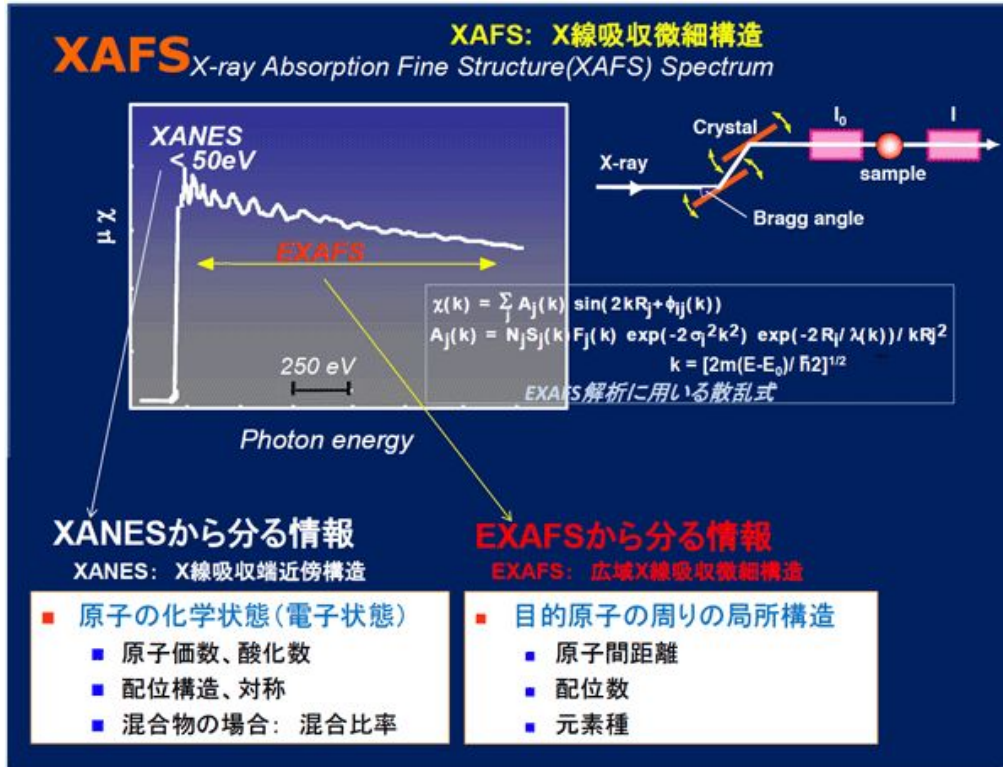 XAFS: X線吸収微細構造
XAFS X-ray Absorption Fine Structure(XAFS) Spectrum
XANES
< 50eV
μ χ
EXAFS
250 eV
Photon energy
I₀
I
Crystal
X-ray
sample
Bragg angle
χ(k) = Σj Aj(k) sin(2kRj+ϕij(k))
Aj(k) = NjSj(k)Fj(k) exp(-2σj²k²) exp(-2Rj/λ(k))/kRj²
k = [2m(E-E₀)/ħ2]¹/²
EXAFS解析に用いる散乱式
XANESから分る情報
XANES: X線吸収端近傍構造
■ 原子の化学状態(電子状態)
■ 原子価数、酸化数
■ 配位構造、対称
■ 混合物の場合: 混合比率
EXAFSから分る情報
EXAFS: 広域X線吸収微細構造
■ 目的原子の周りの局所構造
■ 原子間距離
■ 配位数
■ 元素種